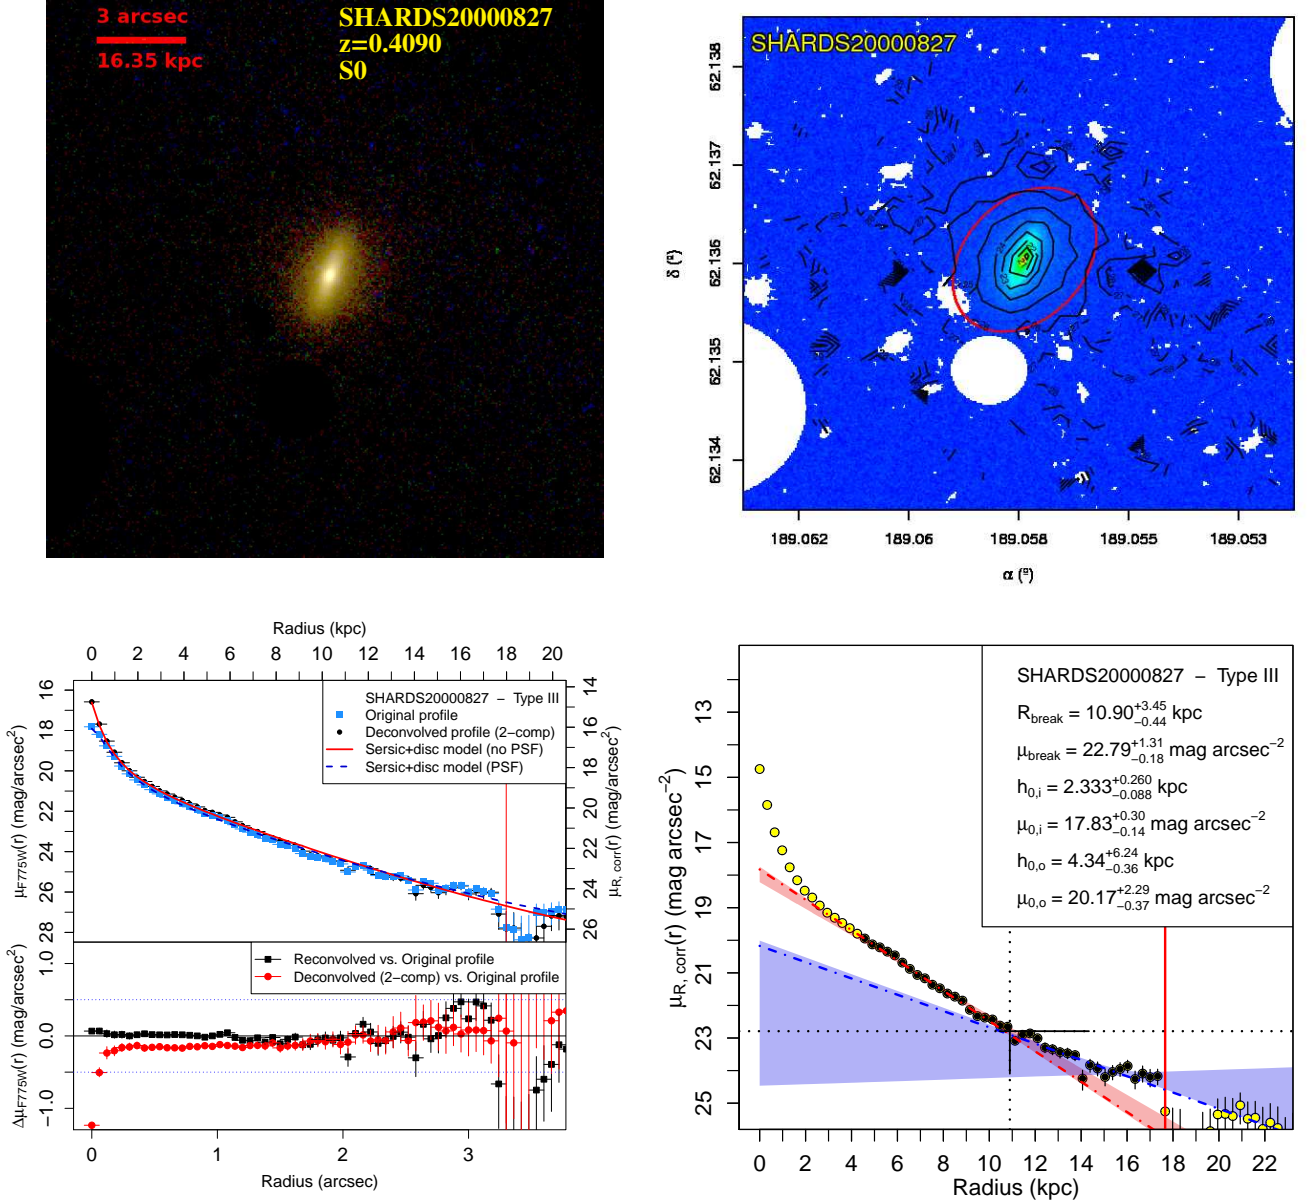 3 arcsec
16.35 kpc
SHARDS20000827
z=0.4090
S0
SHARDS20000827
62.138
62.137
62.136
62.135
62.134
δ (º)
189.062 189.06 189.058 189.055 189.053
α (º)
Radius (kpc)
0 2 4 6 8 10 12 14 16 18 20
SHARDS20000827 – Type III
Original profile
Deconvolved profile (2−comp)
Sersic+disc model (no PSF)
Sersic+disc model (PSF)
16 18 20 22 24 26 28
μF775W(r) (mag/arcsec²)
14 16 18 20 22 24 26
μR, corr(r) (mag/arcsec²)
Reconvolved vs. Original profile
Deconvolved (2−comp) vs. Original profile
1.0
0.0
−1.0
ΔμF775W(r) (mag/arcsec²)
0 1 2 3
Radius (arcsec)
SHARDS20000827 – Type III
Rbreak = 10.90 +3.45 −0.44 kpc
μbreak = 22.79 +1.31 −0.18 mag arcsec−2
h0,i = 2.333 +0.260 −0.088 kpc
μ0,i = 17.83 +0.30 −0.14 mag arcsec−2
h0,o = 4.34 +6.24 −0.36 kpc
μ0,o = 20.17 +2.29 −0.37 mag arcsec−2
13
15
17
19
21
23
25
μR, corr(r) (mag arcsec−2)
0 2 4 6 8 10 12 14 16 18 20 22
Radius (kpc)